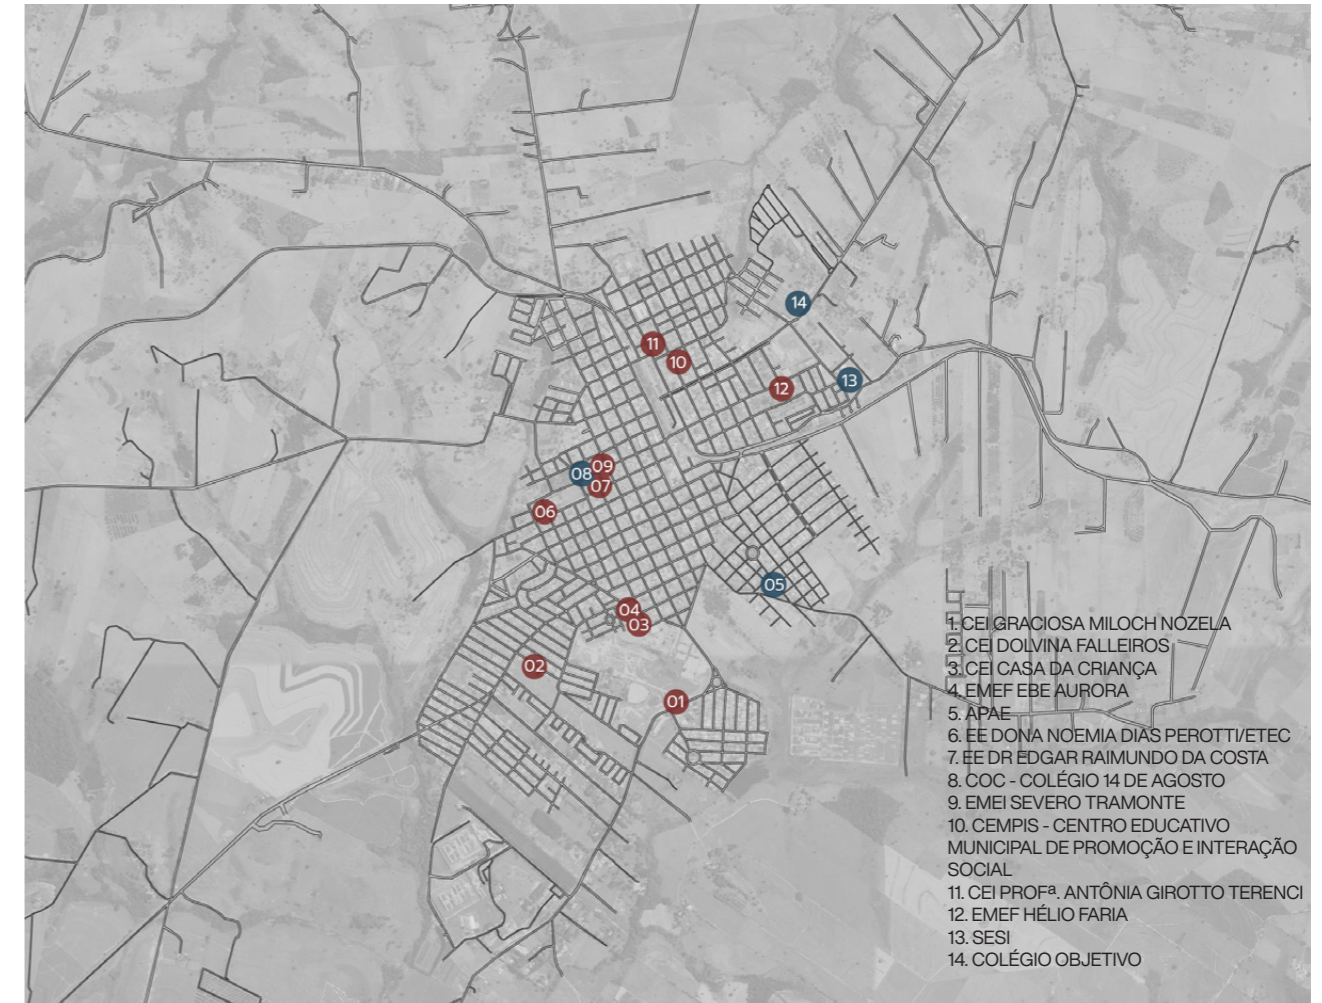 14
11
10
12
13
09
08
07
06
05
04
03
02
01
1. CEI GRACIOSA MILOCH NOZELA
2. CEI DOLVINA FALLEIROS
3. CEI CASA DA CRIANÇA
4. EMEF EBE AURORA
5. APAE
6. EE DONA NOEMIA DIAS PEROTTI/ETEC
7. EE DR EDGAR RAIMUNDO DA COSTA
8. COC - COLÉGIO 14 DE AGOSTO
9. EMEI SEVERO TRAMONTE
10. CEMPIS - CENTRO EDUCATIVO
MUNICIPAL DE PROMOÇÃO E INTERAÇÃO
SOCIAL
11. CEI PROFª. ANTÔNIA GIROTTO TERENCI
12. EMEF HÉLIO FARIA
13. SESI
14. COLÉGIO OBJETIVO